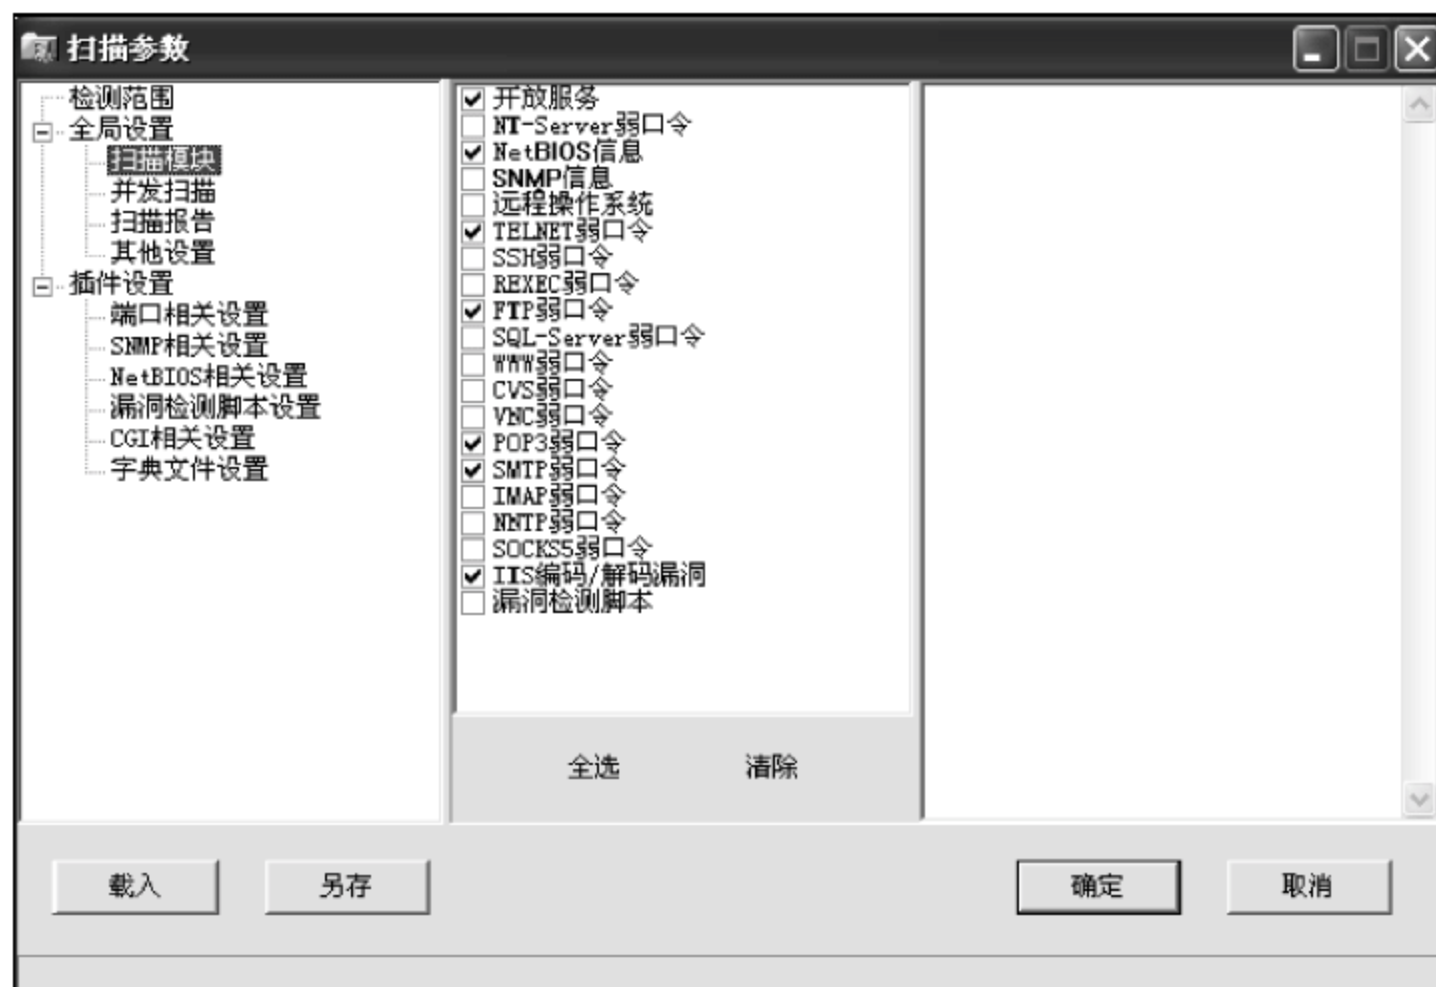 扫描参数
检测范围
全局设置
扫描模块
并发扫描
扫描报告
其他设置
插件设置
端口相关设置
SNMP相关设置
NetBIOS相关设置
漏洞检测脚本设置
CGI相关设置
字典文件设置
开放服务
NT-Server弱口令
NetBIOS信息
SNMP信息
远程操作系统
TELNET弱口令
SSH弱口令
REXEC弱口令
FTP弱口令
SQL-Server弱口令
WWW弱口令
CVS弱口令
VNC弱口令
POP3弱口令
SMTP弱口令
IMAP弱口令
NNTP弱口令
SOCKS5弱口令
IIS编码/解码漏洞
漏洞检测脚本
全选 清除
载入 另存 确定 取消